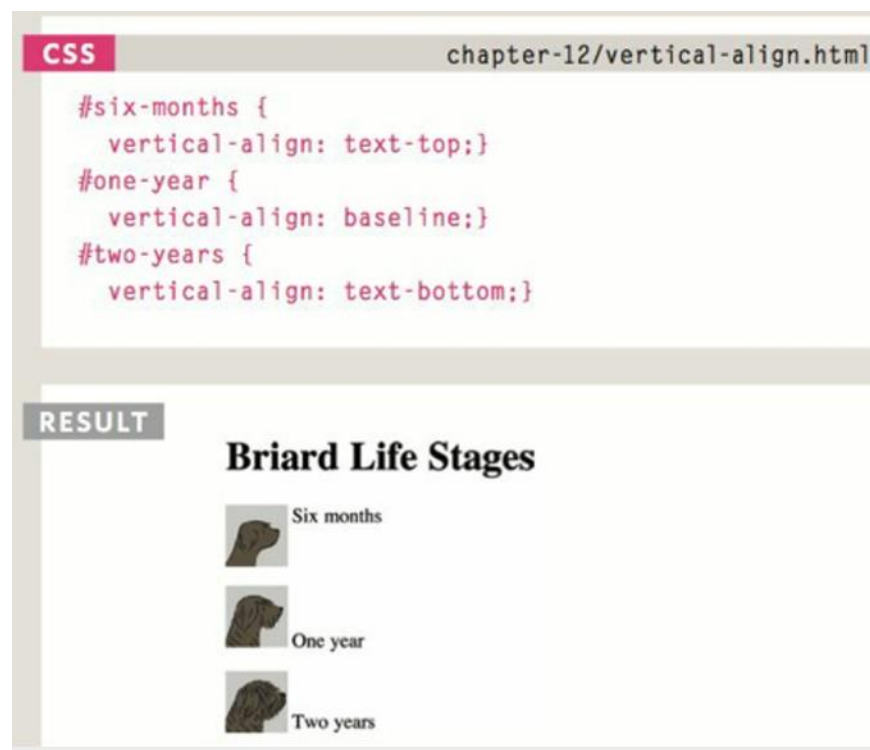 CSS chapter-12/vertical-align.html
#six-months {
vertical-align: text-top;}
#one-year {
vertical-align: baseline;}
#two-years {
vertical-align: text-bottom;}
RESULT
Briard Life Stages
Six months
One year
Two years